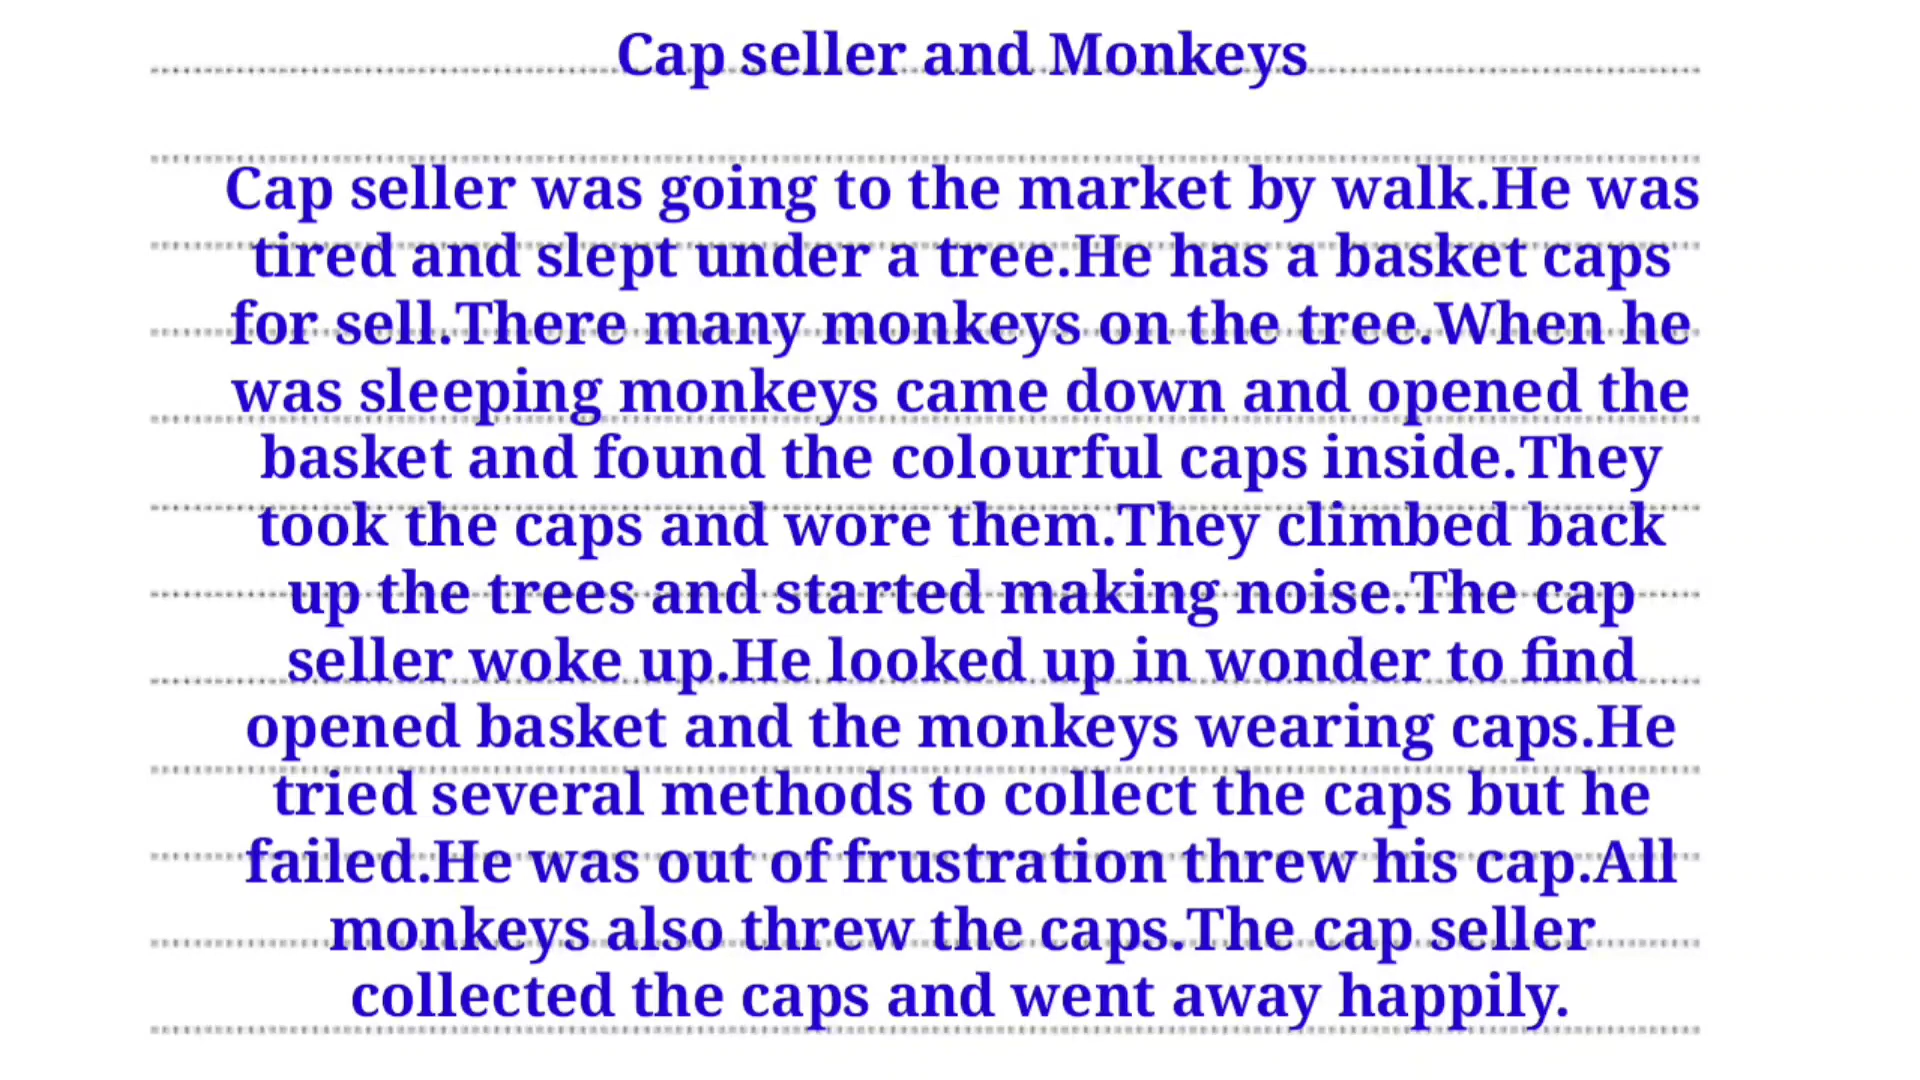 Cap seller and Monkeys
Cap seller was going to the market by walk.He was
tired and slept under a tree.He has a basket caps
for sell.There many monkeys on the tree.When he
was sleeping monkeys came down and opened the
basket and found the colourful caps inside.They
took the caps and wore them.They climbed back
up the trees and started making noise.The cap
seller woke up.He looked up in wonder to find
opened basket and the monkeys wearing caps.He
tried several methods to collect the caps but he
failed.He was out of frustration threw his cap.All
monkeys also threw the caps.The cap seller
collected the caps and went away happily.